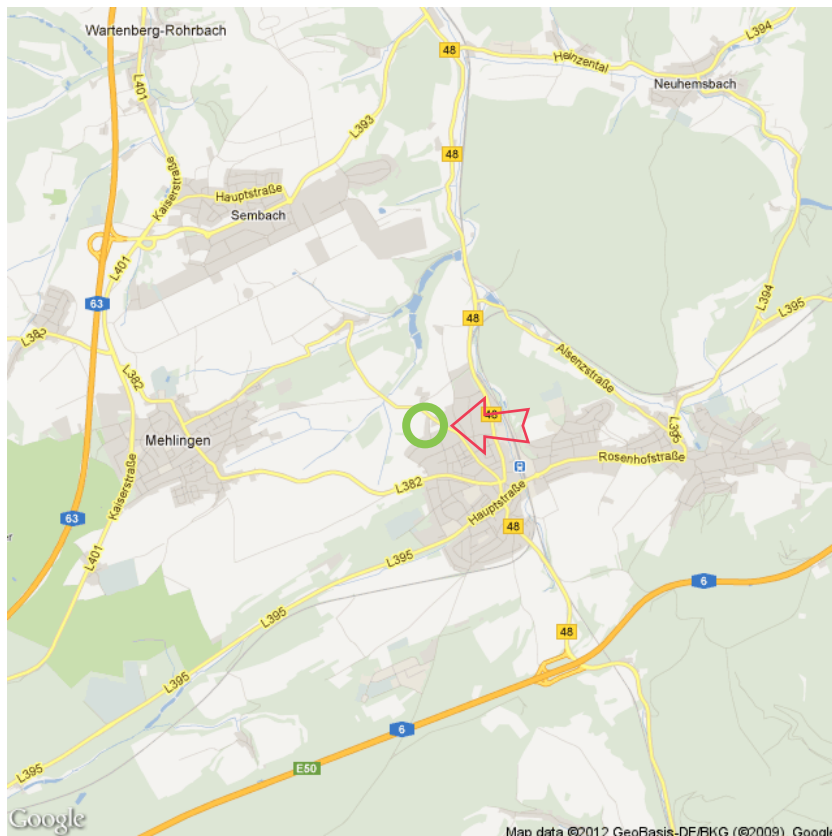 Wartenberg-Rohrbach
L394
48
Heinzental
Neuhemsbach
L401
L393
48
Kaiserstraße
Hauptstraße
Sembach
L401
63
L394
L395
48
L382
Alsenzstraße
L382
48
L395
Mehlingen
Rosenhofstraße
Kaiserstraße
L382
Hauptstraße
63
48
L401
L395
6
L395
48
L395
6
L395
E50
Google
Map data ©2012 GeoBasis-DE/BKG (©2009), Google